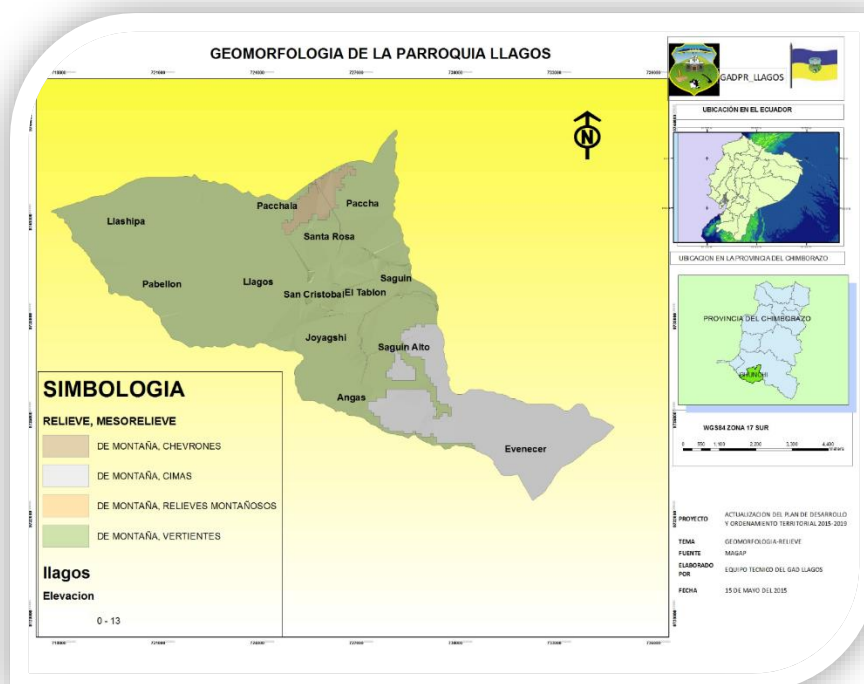 GEOMORFOLOGIA DE LA PARROQUIA LLAGOS
GADPR_LLAGOS
UBICACIÓN EN EL ECUADOR
N
Pacchala
Paccha
Llashipa
Santa Rosa
Pabellon
Llagos
Saguin
San Cristobal
El Tablon
Joyagshi
Saguin Alto
Angas
Evenecer
UBICACION EN LA PROVINCIA DEL CHIMBORAZO
PROVINCIA DEL CHIMBORAZO
CHUNCHI
WGS84 ZONA 17 SUR
SIMBOLOGIA
RELIEVE, MESORELIEVE
DE MONTAÑA, CHEVRONES
DE MONTAÑA, CIMAS
DE MONTAÑA, RELIEVES MONTAÑOSOS
DE MONTAÑA, VERTIENTES
llagos
Elevacion
0 - 13
PROYECTO ACTUALIZACION DEL PLAN DE DESARROLLO
Y ORDENAMIENTO TERRITORIAL 2015-2019
TEMA GEOMORFOLOGIA-RELIEVE
FUENTE MAGAP
ELABORADO
POR EQUIPO TECNICO DEL GAD LLAGOS
FECHA 15 DE MAYO DEL 2015